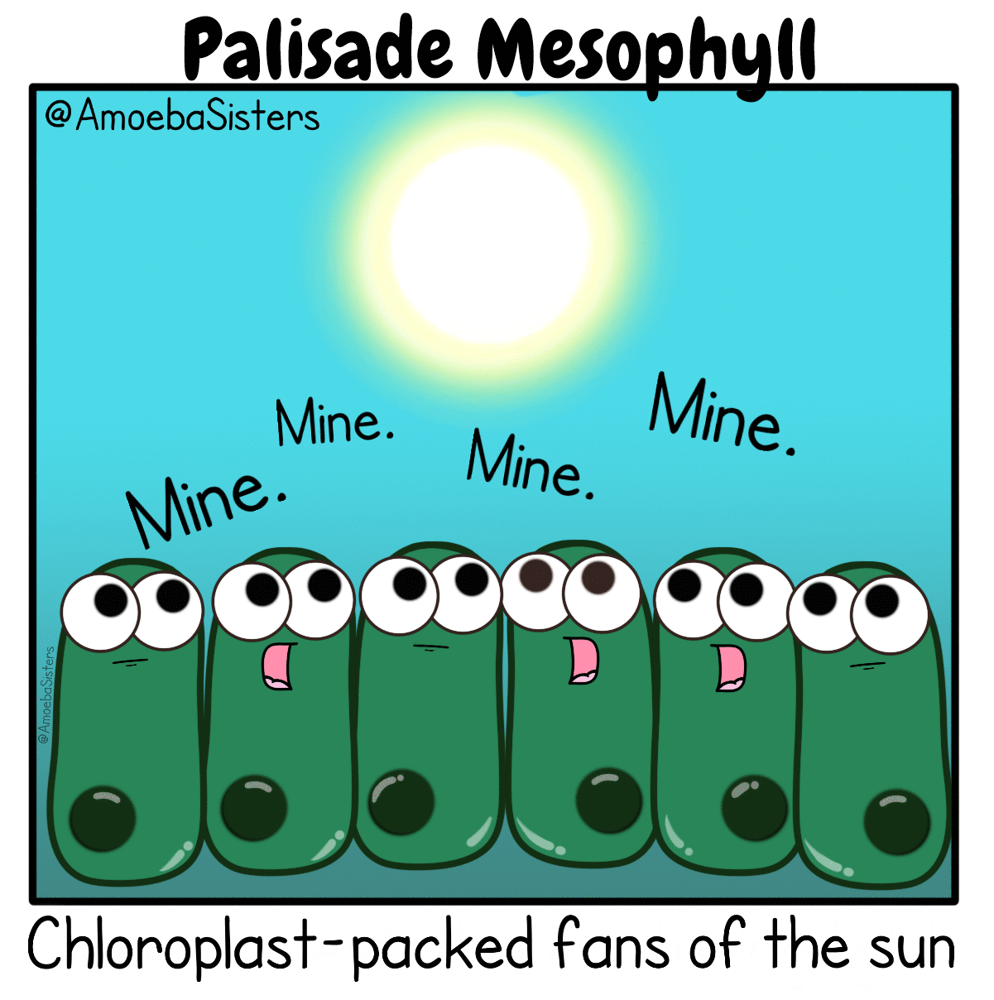 Palisade Mesophyll
@AmoebaSisters
Mine.
Mine.
Mine.
Mine.
@AmoebaSisters
Chloroplast-packed fans of the sun